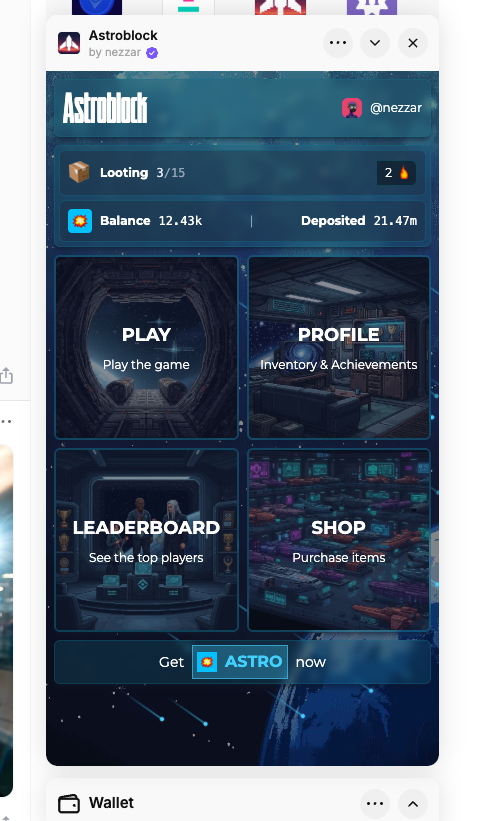 Astroblock
by nezzar
Astroblock
@nezzar
Looting 3/15
2
Balance 12.43k | Deposited 21.47m
PLAY
Play the game
PROFILE
Inventory & Achievements
LEADERBOARD
See the top players
SHOP
Purchase items
Get ASTRO now
Wallet